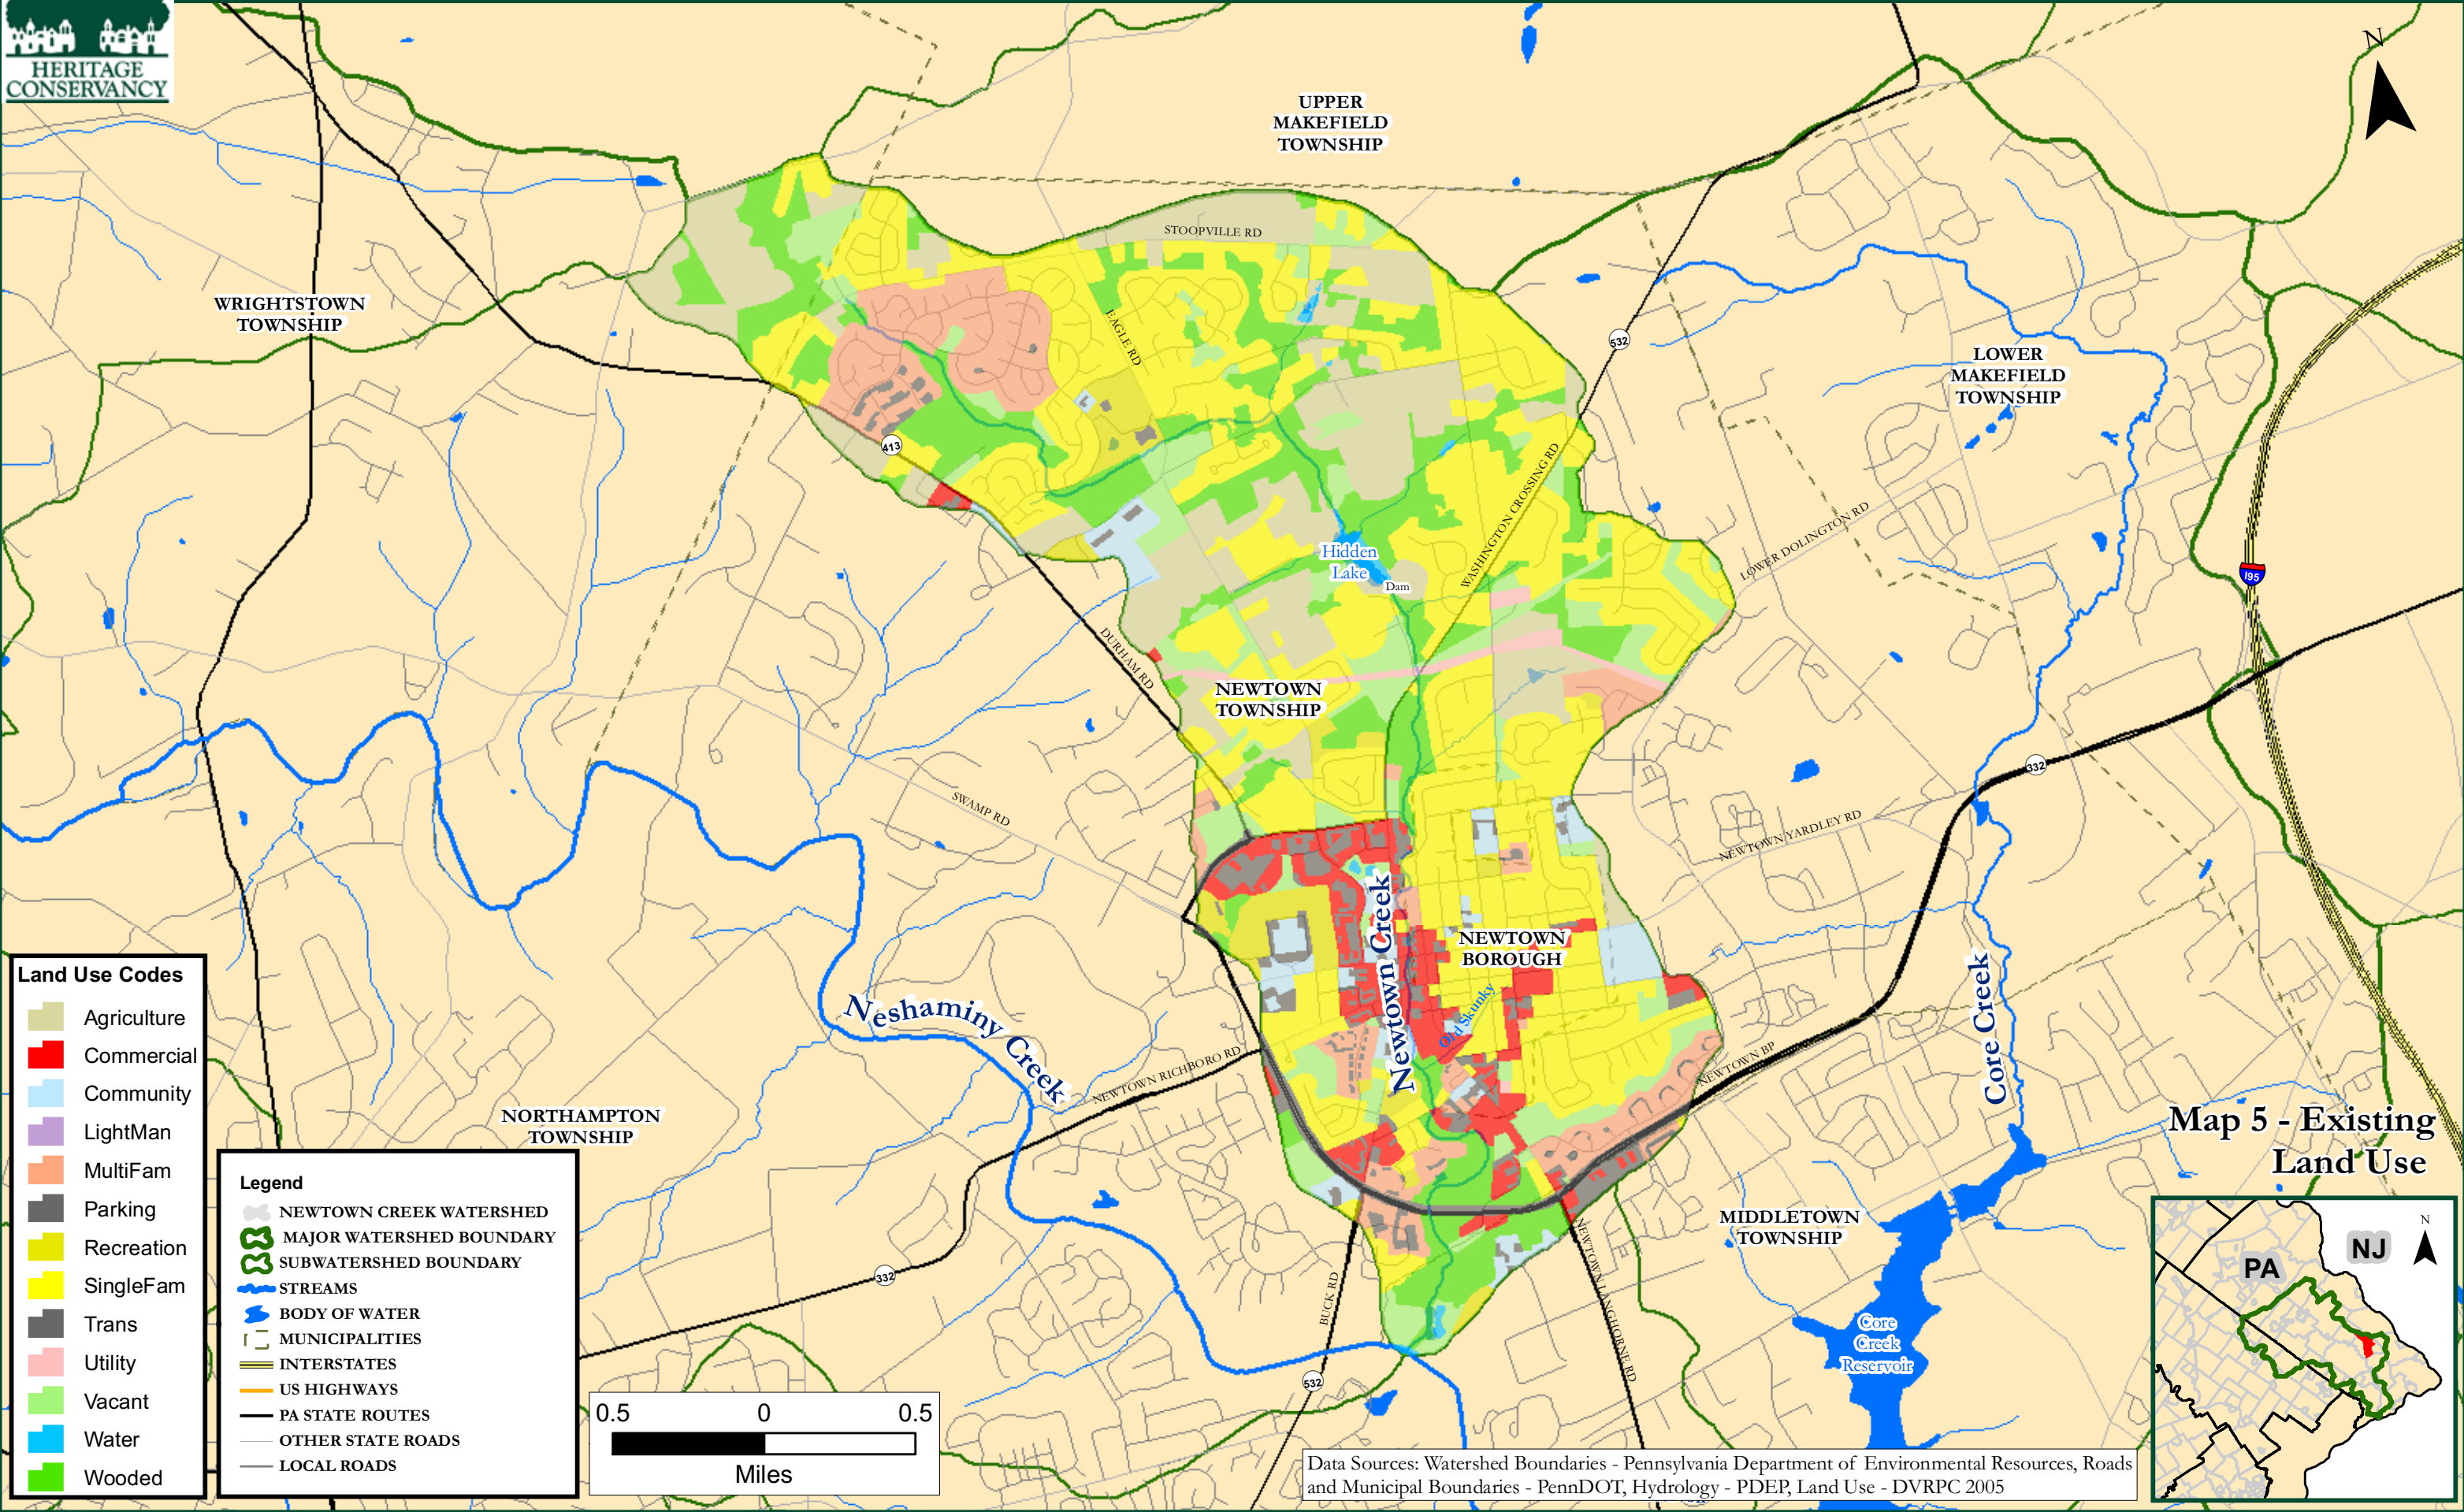 HERITAGE
CONSERVANCY
UPPER
MAKEFIELD
TOWNSHIP
N
STOOPVILLE RD
WRIGHTSTOWN
TOWNSHIP
EAGLE RD
532
LOWER
MAKEFIELD
TOWNSHIP
413
WASHINGTON CROSSING RD
LOWER DOLINGTON RD
Hidden
Lake
Dam
I95
DURHAM RD
NEWTOWN
TOWNSHIP
332
SWAMP RD
NEWTOWN YARDLEY RD
Newtown Creek
NEWTOWN
BOROUGH
Old Skunky
Neshaminy Creek
Core Creek
NEWTOWN RICHBORO RD
NEWTOWN BP
NORTHAMPTON
TOWNSHIP
Map 5 - Existing
Land Use
MIDDLETOWN
TOWNSHIP
332
BUCK RD
NEWTOWN LANGHORNE RD
532
Core
Creek
Reservoir
Land Use Codes
Agriculture
Commercial
Community
LightMan
MultiFam
Parking
Recreation
SingleFam
Trans
Utility
Vacant
Water
Wooded
Legend
NEWTOWN CREEK WATERSHED
MAJOR WATERSHED BOUNDARY
SUBWATERSHED BOUNDARY
STREAMS
BODY OF WATER
MUNICIPALITIES
INTERSTATES
US HIGHWAYS
PA STATE ROUTES
OTHER STATE ROADS
LOCAL ROADS
0.5 0 0.5
Miles
PA
NJ
N
Data Sources: Watershed Boundaries - Pennsylvania Department of Environmental Resources, Roads
and Municipal Boundaries - PennDOT, Hydrology - PDEP, Land Use - DVRPC 2005